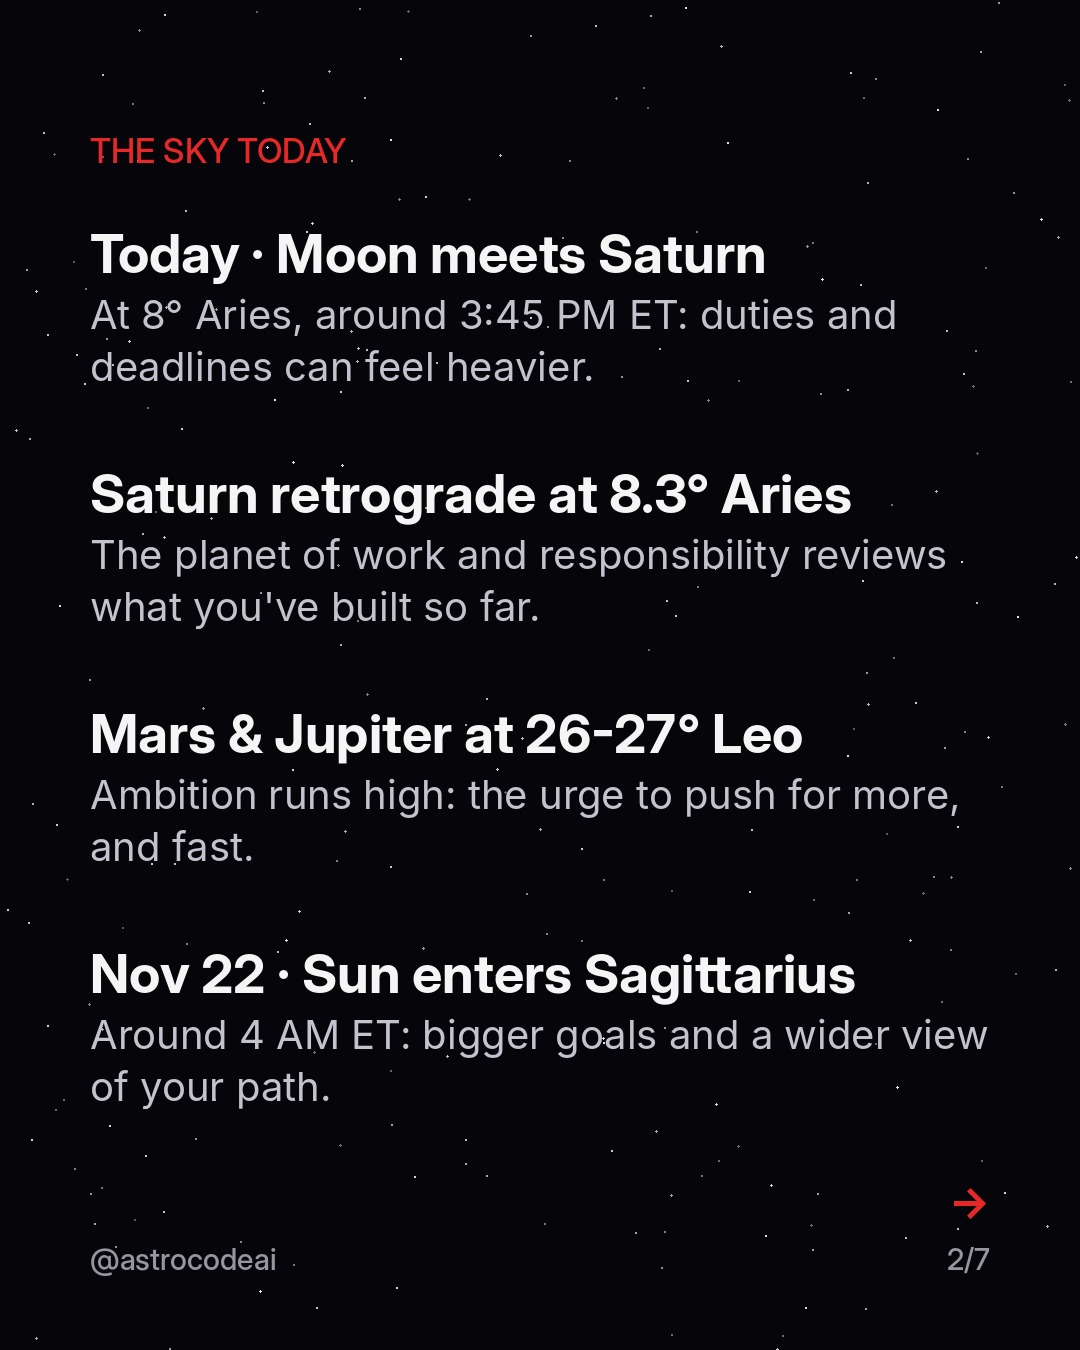 THE SKY TODAY
Today · Moon meets Saturn
At 8° Aries, around 3:45 PM ET: duties and
deadlines can feel heavier.
Saturn retrograde at 8.3° Aries
The planet of work and responsibility reviews
what you've built so far.
Mars & Jupiter at 26-27° Leo
Ambition runs high: the urge to push for more,
and fast.
Nov 22 · Sun enters Sagittarius
Around 4 AM ET: bigger goals and a wider view
of your path.
→
@astrocodeai
2/7